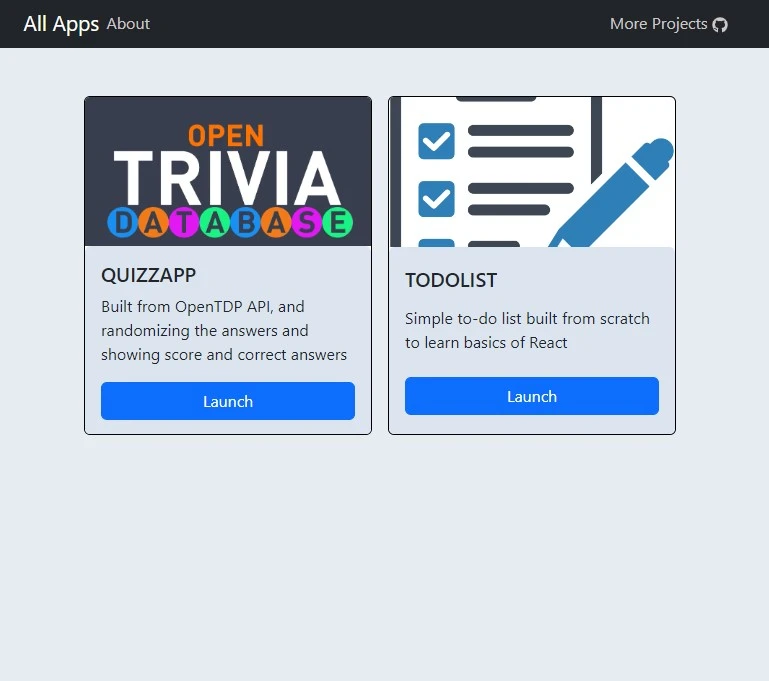 All Apps About More Projects
OPEN
TRIVIA
DATABASE
QUIZZAPP
Built from OpenTDP API, and
randomizing the answers and
showing score and correct answers
Launch
TODOLIST
Simple to-do list built from scratch
to learn basics of React
Launch